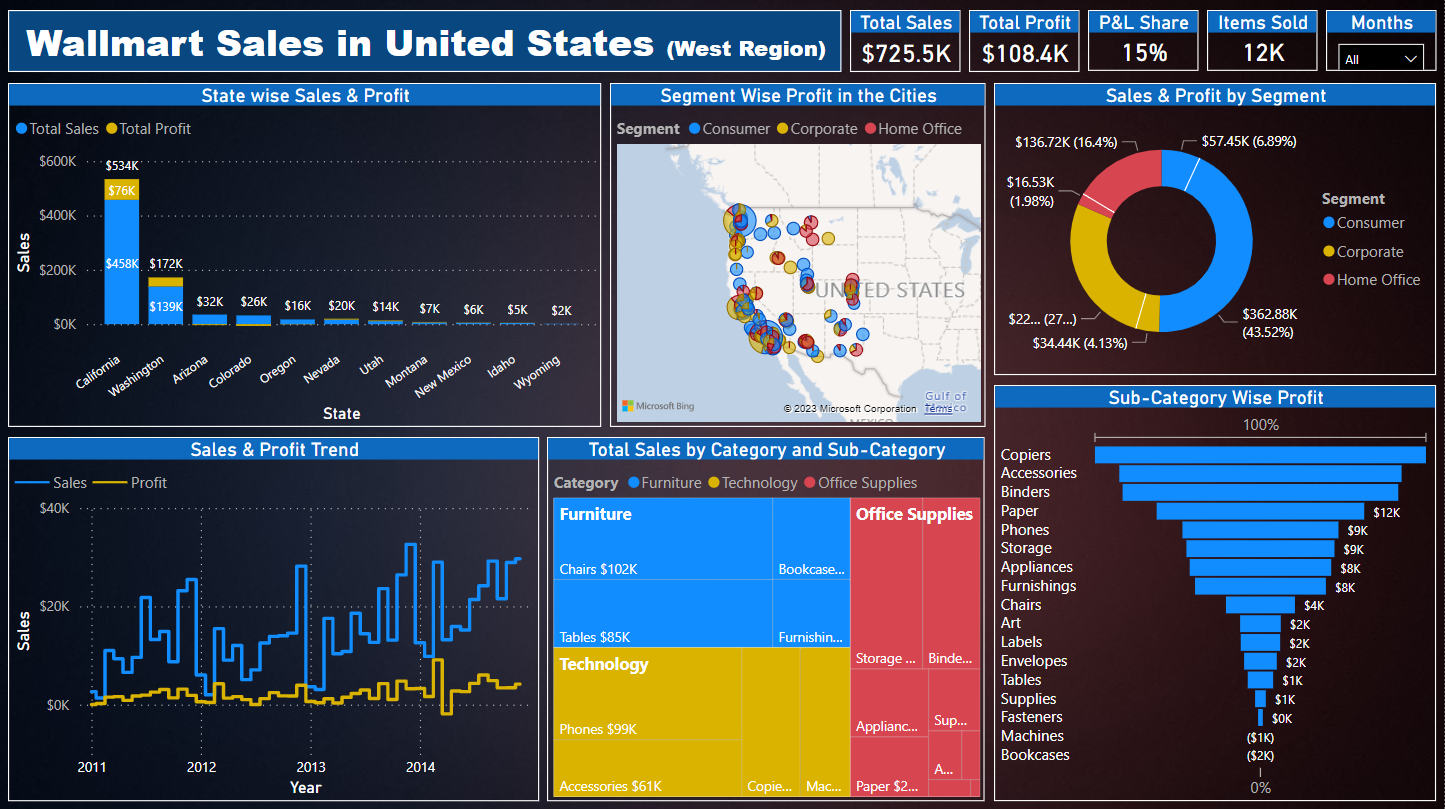 Wallmart Sales in United States (West Region)
Total Sales
$725.5K
Total Profit
$108.4K
P&L Share
15%
Items Sold
12K
Months
All
State wise Sales & Profit
Total Sales Total Profit
$600K
$400K
$200K
$0K
Sales
$534K
$76K
$458K
$172K
$139K
$32K
$26K
$16K
$20K
$14K
$7K
$6K
$5K
$2K
California
Washington
Arizona
Colorado
Oregon
Nevada
Utah
Montana
New Mexico
Idaho
Wyoming
State
Segment Wise Profit in the Cities
Segment Consumer Corporate Home Office
UNITED STATES
Gulf of
Mexico
Microsoft Bing
© 2023 Microsoft Corporation Terms
MEXICO
Sales & Profit by Segment
$136.72K (16.4%)
$57.45K (6.89%)
$16.53K
(1.98%)
$22... (27...)
$34.44K (4.13%)
$362.88K
(43.52%)
Segment
Consumer
Corporate
Home Office
Sales & Profit Trend
Sales Profit
$40K
$20K
$0K
Sales
2011 2012 2013 2014
Year
Total Sales by Category and Sub-Category
Category Furniture Technology Office Supplies
Furniture
Chairs $102K
Bookcase...
Tables $85K
Furnishin...
Technology
Phones $99K
Accessories $61K
Copie...
Mac...
Office Supplies
Storage ...
Binde...
Applianc...
Sup...
Paper $2...
A...
Sub-Category Wise Profit
100%
Copiers
Accessories
Binders
Paper $12K
Phones $9K
Storage $9K
Appliances $8K
Furnishings $8K
Chairs $4K
Art $2K
Labels $2K
Envelopes $2K
Tables $1K
Supplies $1K
Fasteners $0K
Machines ($1K)
Bookcases ($2K)
0%